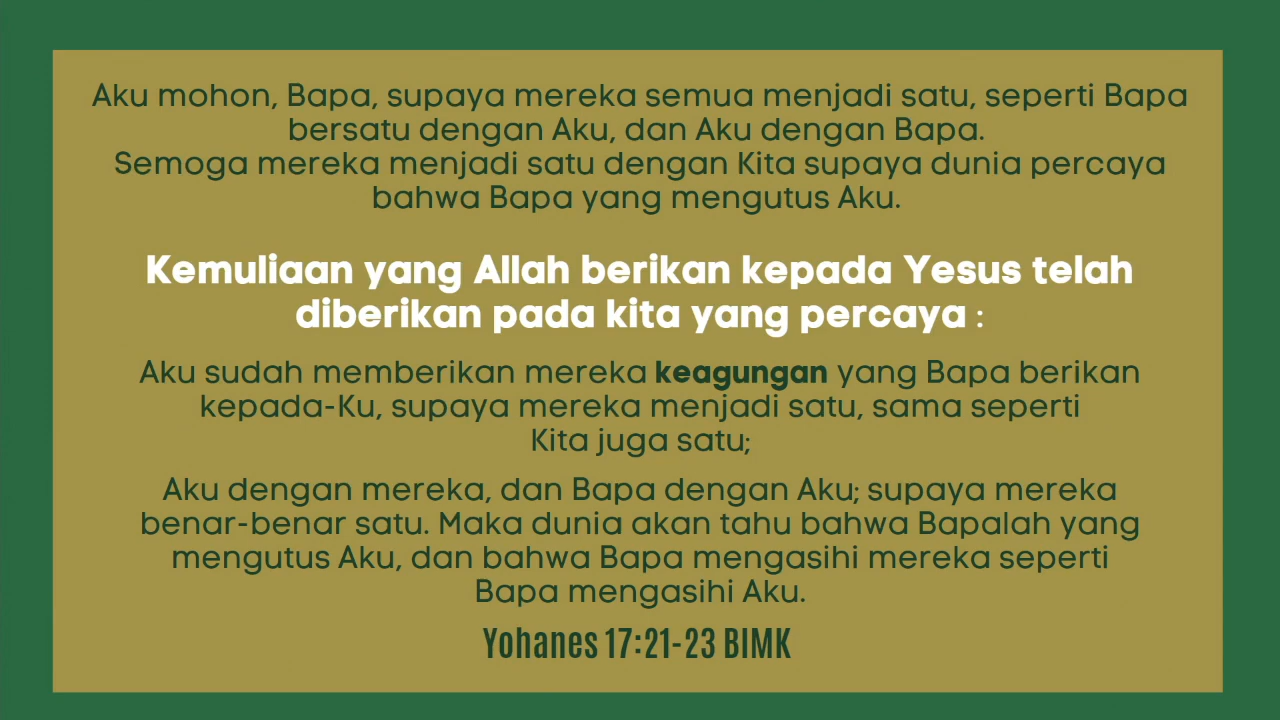 Aku mohon, Bapa, supaya mereka semua menjadi satu, seperti Bapa
bersatu dengan Aku, dan Aku dengan Bapa.
Semoga mereka menjadi satu dengan Kita supaya dunia percaya
bahwa Bapa yang mengutus Aku.
Kemuliaan yang Allah berikan kepada Yesus telah
diberikan pada kita yang percaya :
Aku sudah memberikan mereka keagungan yang Bapa berikan
kepada-Ku, supaya mereka menjadi satu, sama seperti
Kita juga satu;
Aku dengan mereka, dan Bapa dengan Aku; supaya mereka
benar-benar satu. Maka dunia akan tahu bahwa Bapalah yang
mengutus Aku, dan bahwa Bapa mengasihi mereka seperti
Bapa mengasihi Aku.
Yohanes 17:21-23 BIMK